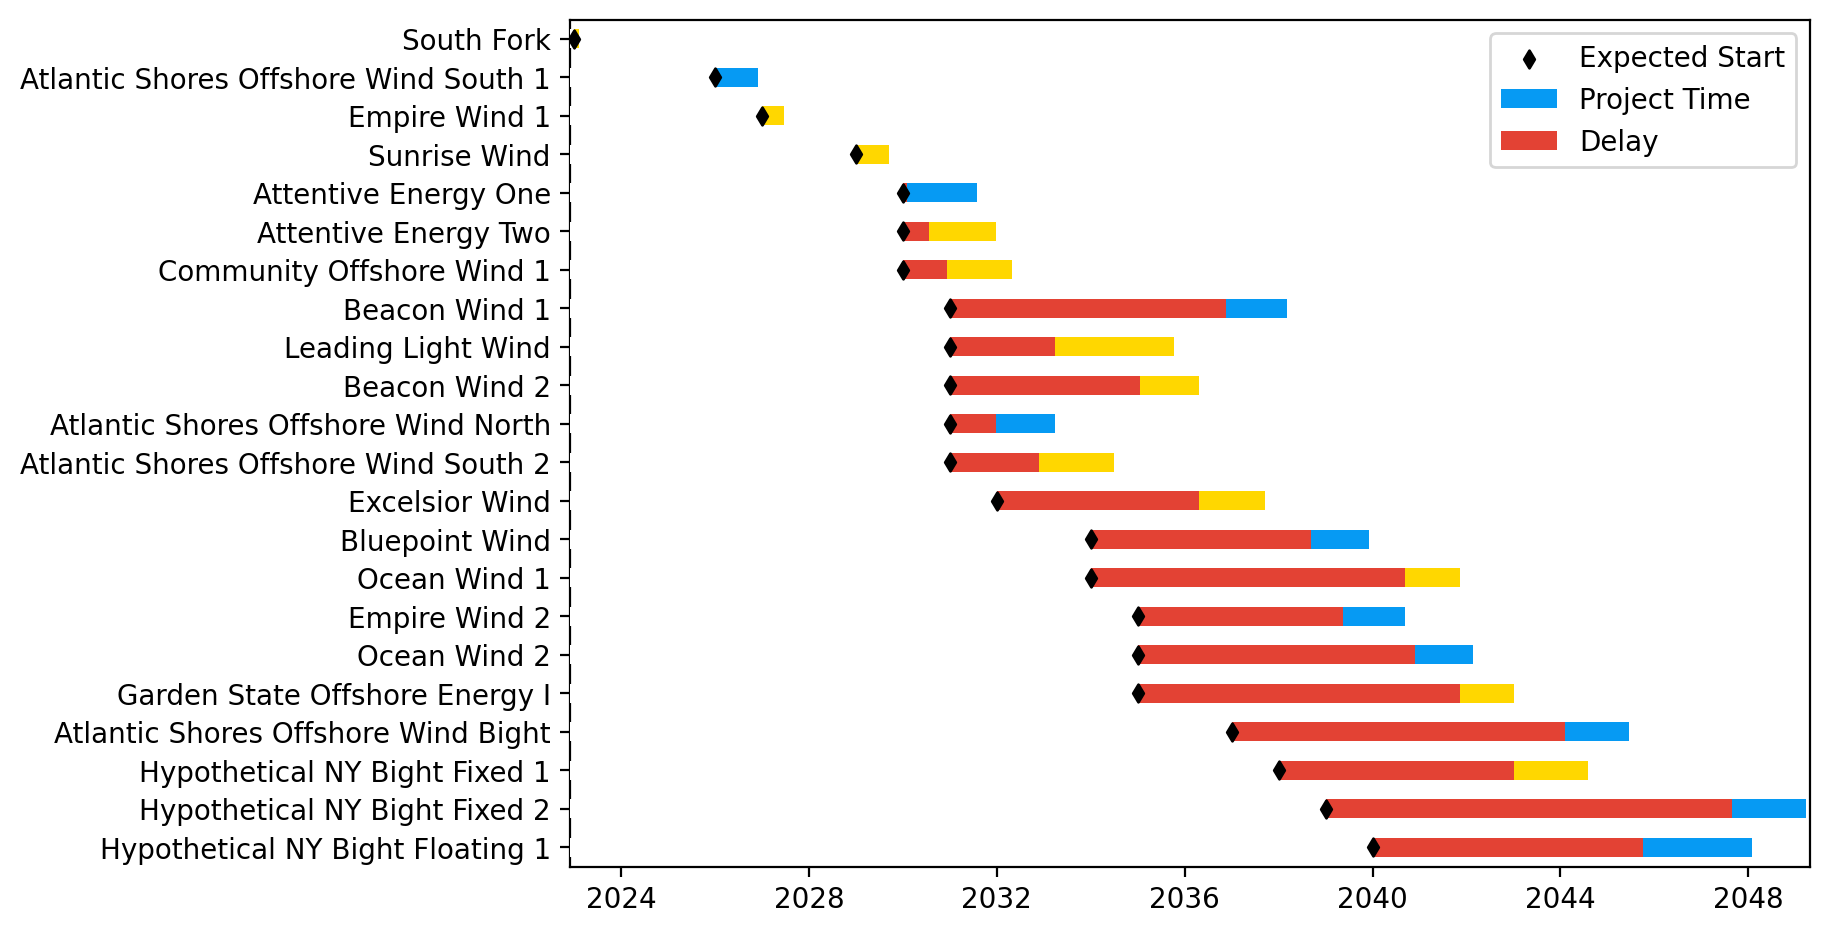 South Fork
Atlantic Shores Offshore Wind South 1
Empire Wind 1
Sunrise Wind
Attentive Energy One
Attentive Energy Two
Community Offshore Wind 1
Beacon Wind 1
Leading Light Wind
Beacon Wind 2
Atlantic Shores Offshore Wind North
Atlantic Shores Offshore Wind South 2
Excelsior Wind
Bluepoint Wind
Ocean Wind 1
Empire Wind 2
Ocean Wind 2
Garden State Offshore Energy I
Atlantic Shores Offshore Wind Bight
Hypothetical NY Bight Fixed 1
Hypothetical NY Bight Fixed 2
Hypothetical NY Bight Floating 1
Expected Start
Project Time
Delay
2024 2028 2032 2036 2040 2044 2048